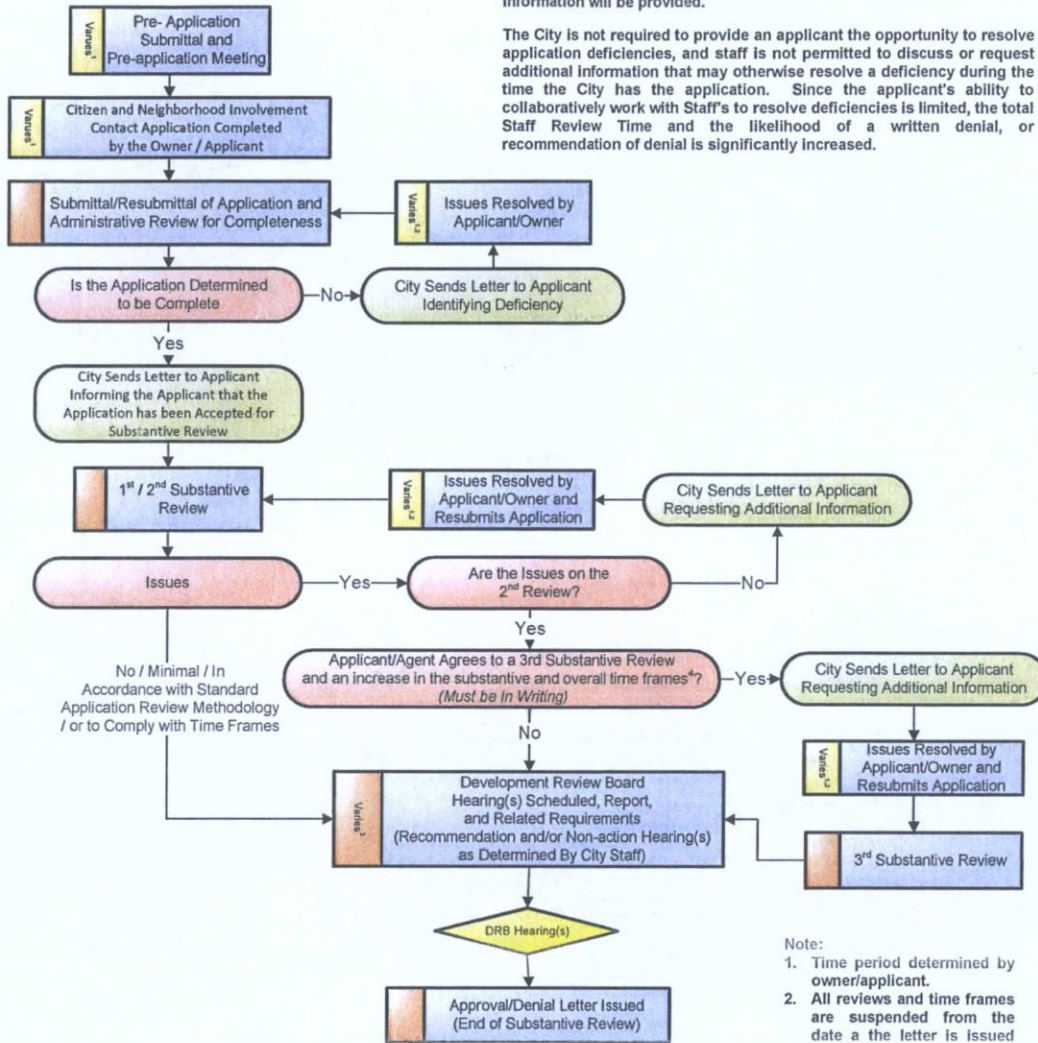 Information will be provided.
The City is not required to provide an applicant the opportunity to resolve
application deficiencies, and staff is not permitted to discuss or request
additional information that may otherwise resolve a deficiency during the
time the City has the application. Since the applicant's ability to
collaboratively work with Staff's to resolve deficiencies is limited, the total
Staff Review Time and the likelihood of a written denial, or
recommendation of denial is significantly increased.
Varues¹
Pre- Application
Submittal and
Pre-application Meeting
Varues¹
Citizen and Neighborhood Involvement
Contact Application Completed
by the Owner / Applicant
Submittal/Resubmittal of Application and
Administrative Review for Completeness
Varies¹,²
Issues Resolved by
Applicant/Owner
Is the Application Determined
to be Complete
No
City Sends Letter to Applicant
Identifying Deficiency
Yes
City Sends Letter to Applicant
Informing the Applicant that the
Application has been Accepted for
Substantive Review
1st / 2nd Substantive
Review
Varies¹,²
Issues Resolved by
Applicant/Owner and
Resubmits Application
City Sends Letter to Applicant
Requesting Additional Information
Issues
Yes
Are the Issues on the
2nd Review?
No
Yes
No / Minimal / In
Accordance with Standard
Application Review Methodology
/ or to Comply with Time Frames
Applicant/Agent Agrees to a 3rd Substantive Review
and an increase in the substantive and overall time frames⁴?
(Must be In Writing)
Yes
City Sends Letter to Applicant
Requesting Additional Information
No
Varies¹,²
Issues Resolved by
Applicant/Owner and
Resubmits Application
Varies³
Development Review Board
Hearing(s) Scheduled, Report,
and Related Requirements
(Recommendation and/or Non-action Hearing(s)
as Determined By City Staff)
3rd Substantive Review
DRB Hearing(s)
Approval/Denial Letter Issued
(End of Substantive Review)
Note:
1. Time period determined by
owner/applicant.
2. All reviews and time frames
are suspended from the
date a the letter is issued